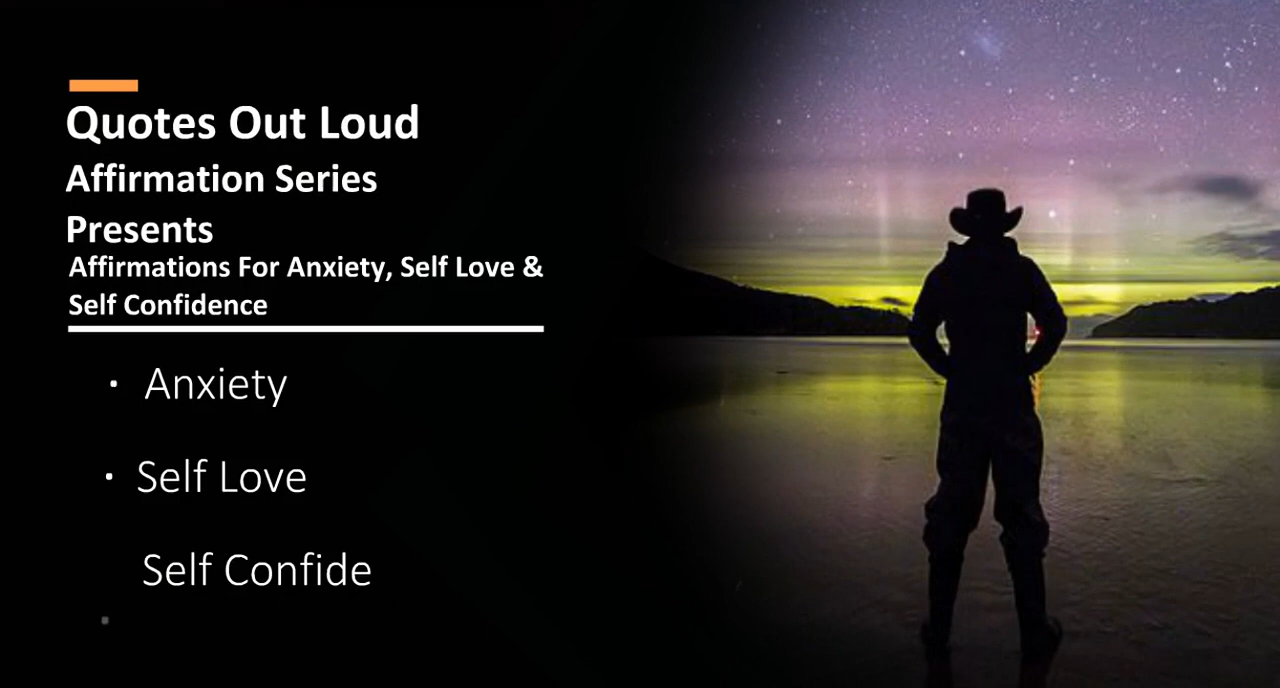 Quotes Out Loud
Affirmation Series
Presents
Affirmations For Anxiety, Self Love &
Self Confidence
· Anxiety
· Self Love
Self Confide